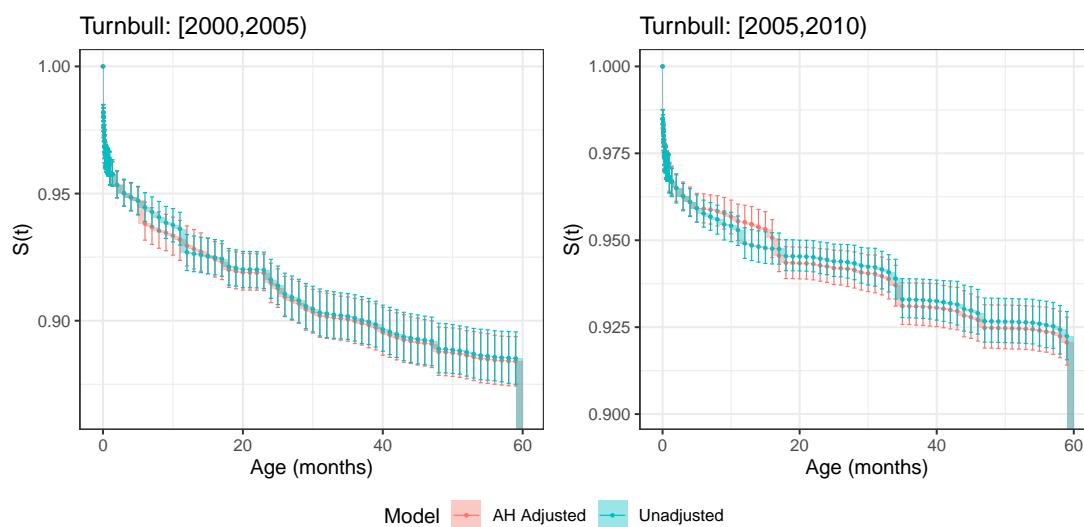 Turnbull: [2000,2005)
1.00
0.95
0.90
S(t)
0
20
40
60
Age (months)
Turnbull: [2005,2010)
1.000
0.975
0.950
0.925
0.900
S(t)
0
20
40
60
Age (months)
Model
AH Adjusted
Unadjusted